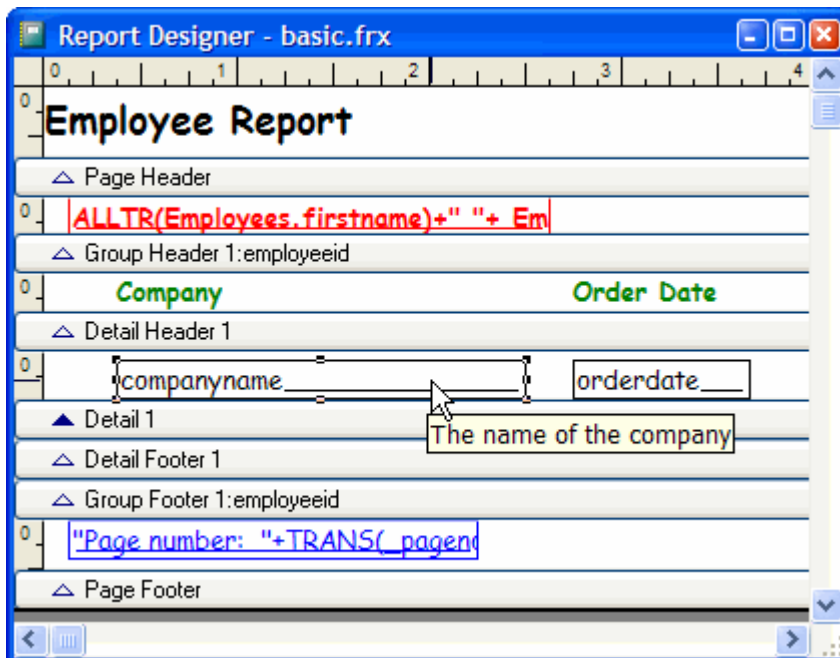 Report Designer - basic.frx
0 1 2 3 4
0
Employee Report
Page Header
0
ALLTR(Employees.firstname)+" "+ Em
Group Header 1:employeeid
0
Company Order Date
Detail Header 1
0
companyname orderdate
Detail 1
The name of the company
Detail Footer 1
Group Footer 1:employeeid
0
"Page number: "+TRANS(_pageno
Page Footer